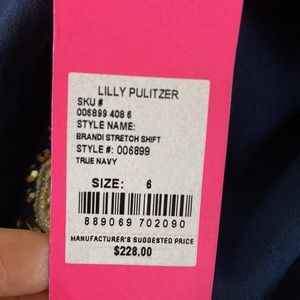 LILLY PULITZER
SKU #
006899 408 6
STYLE NAME:
BRANDI STRETCH SHIFT
STYLE #: 006899
TRUE NAVY
SIZE: 6
889069 702090
MANUFACTURER'S SUGGESTED PRICE
$228.00